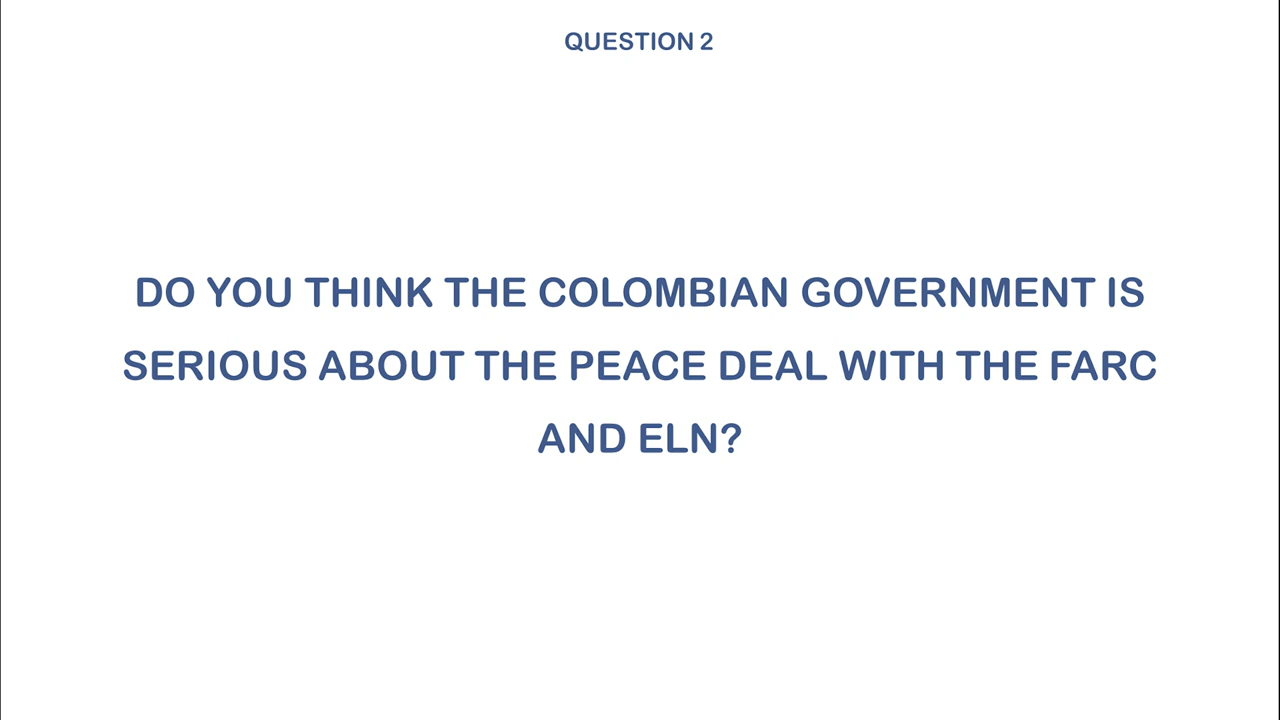 QUESTION 2
DO YOU THINK THE COLOMBIAN GOVERNMENT IS
SERIOUS ABOUT THE PEACE DEAL WITH THE FARC
AND ELN?